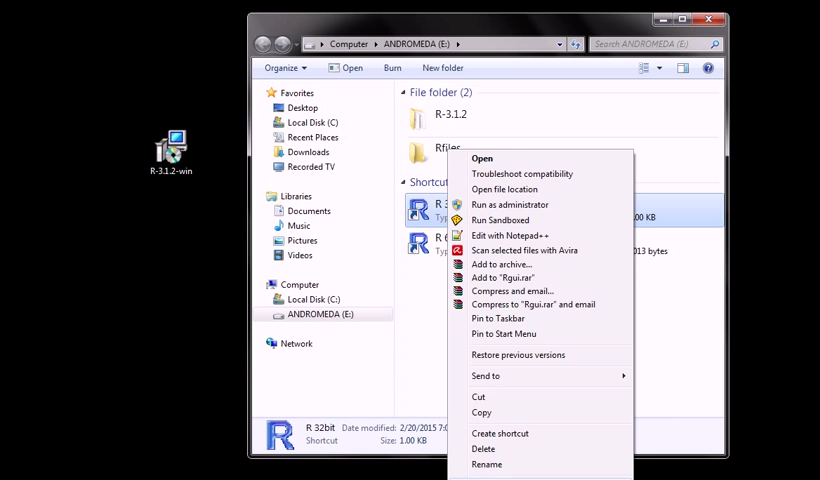 R-3.1.2-win
Computer ANDROMEDA (E:)
Search ANDROMEDA (E:)
Organize Open Burn New folder
Favorites
Desktop
Local Disk (C)
Recent Places
Downloads
Recorded TV
Libraries
Documents
Music
Pictures
Videos
Computer
Local Disk (C:)
ANDROMEDA (E:)
Network
File folder (2)
R-3.1.2
Rfiles
Open
Troubleshoot compatibility
Open file location
Run as administrator
Run Sandboxed
Edit with Notepad++
Scan selected files with Avira
Add to archive...
Add to "Rgui.rar"
Compress and email...
Compress to "Rgui.rar" and email
Pin to Taskbar
Pin to Start Menu
Restore previous versions
Send to
Cut
Copy
Create shortcut
Delete
Rename
R 32bit Date modified: 2/20/2015
Shortcut Size: 1.00 KB